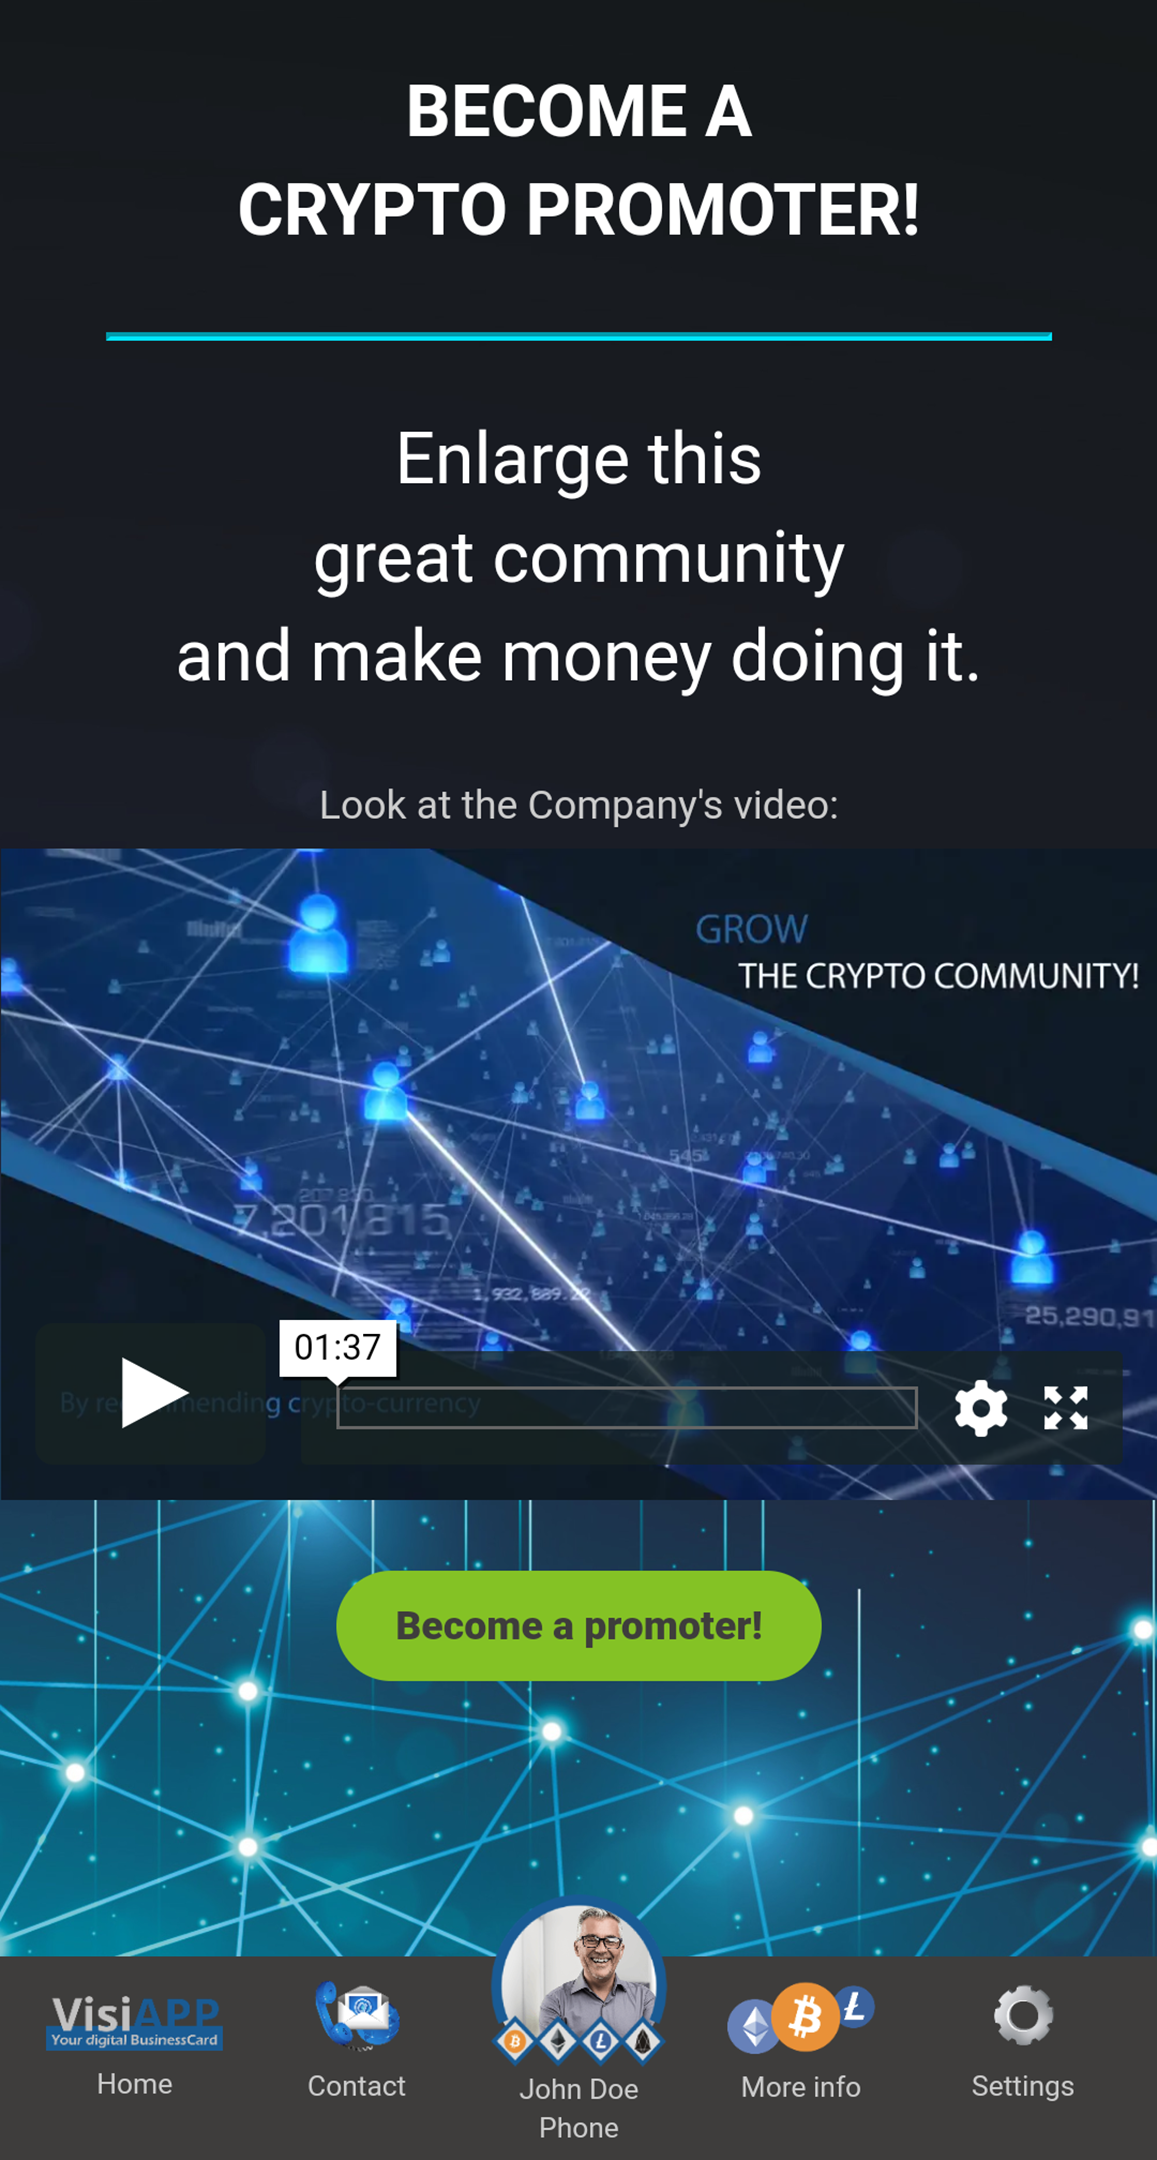 BECOME A
CRYPTO PROMOTER!
Enlarge this
great community
and make money doing it.
Look at the Company's video:
GROW
THE CRYPTO COMMUNITY!
545
207 830
7,201,815
1,932,889.22
25,290,91
01:37
By re mending crypto-currency
Become a promoter!
VisiAPP
Your digital BusinessCard
Home
Contact
John Doe
Phone
More info
Settings